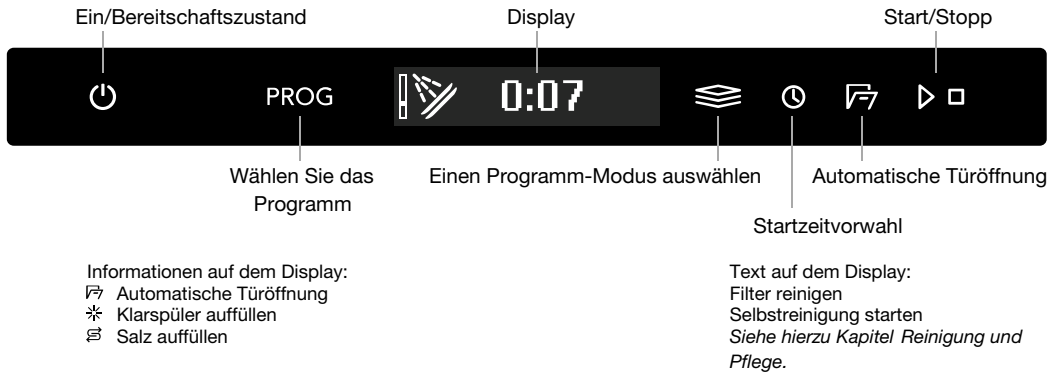 Ein/Bereitschaftszustand
Display
Start/Stopp
PROG
0:07
Wählen Sie das
Programm
Einen Programm-Modus auswählen
Automatische Türöffnung
Startzeitvorwahl
Informationen auf dem Display:
Automatische Türöffnung
Klarspüler auffüllen
Salz auffüllen
Text auf dem Display:
Filter reinigen
Selbstreinigung starten
Siehe hierzu Kapitel Reinigung und
Pflege.